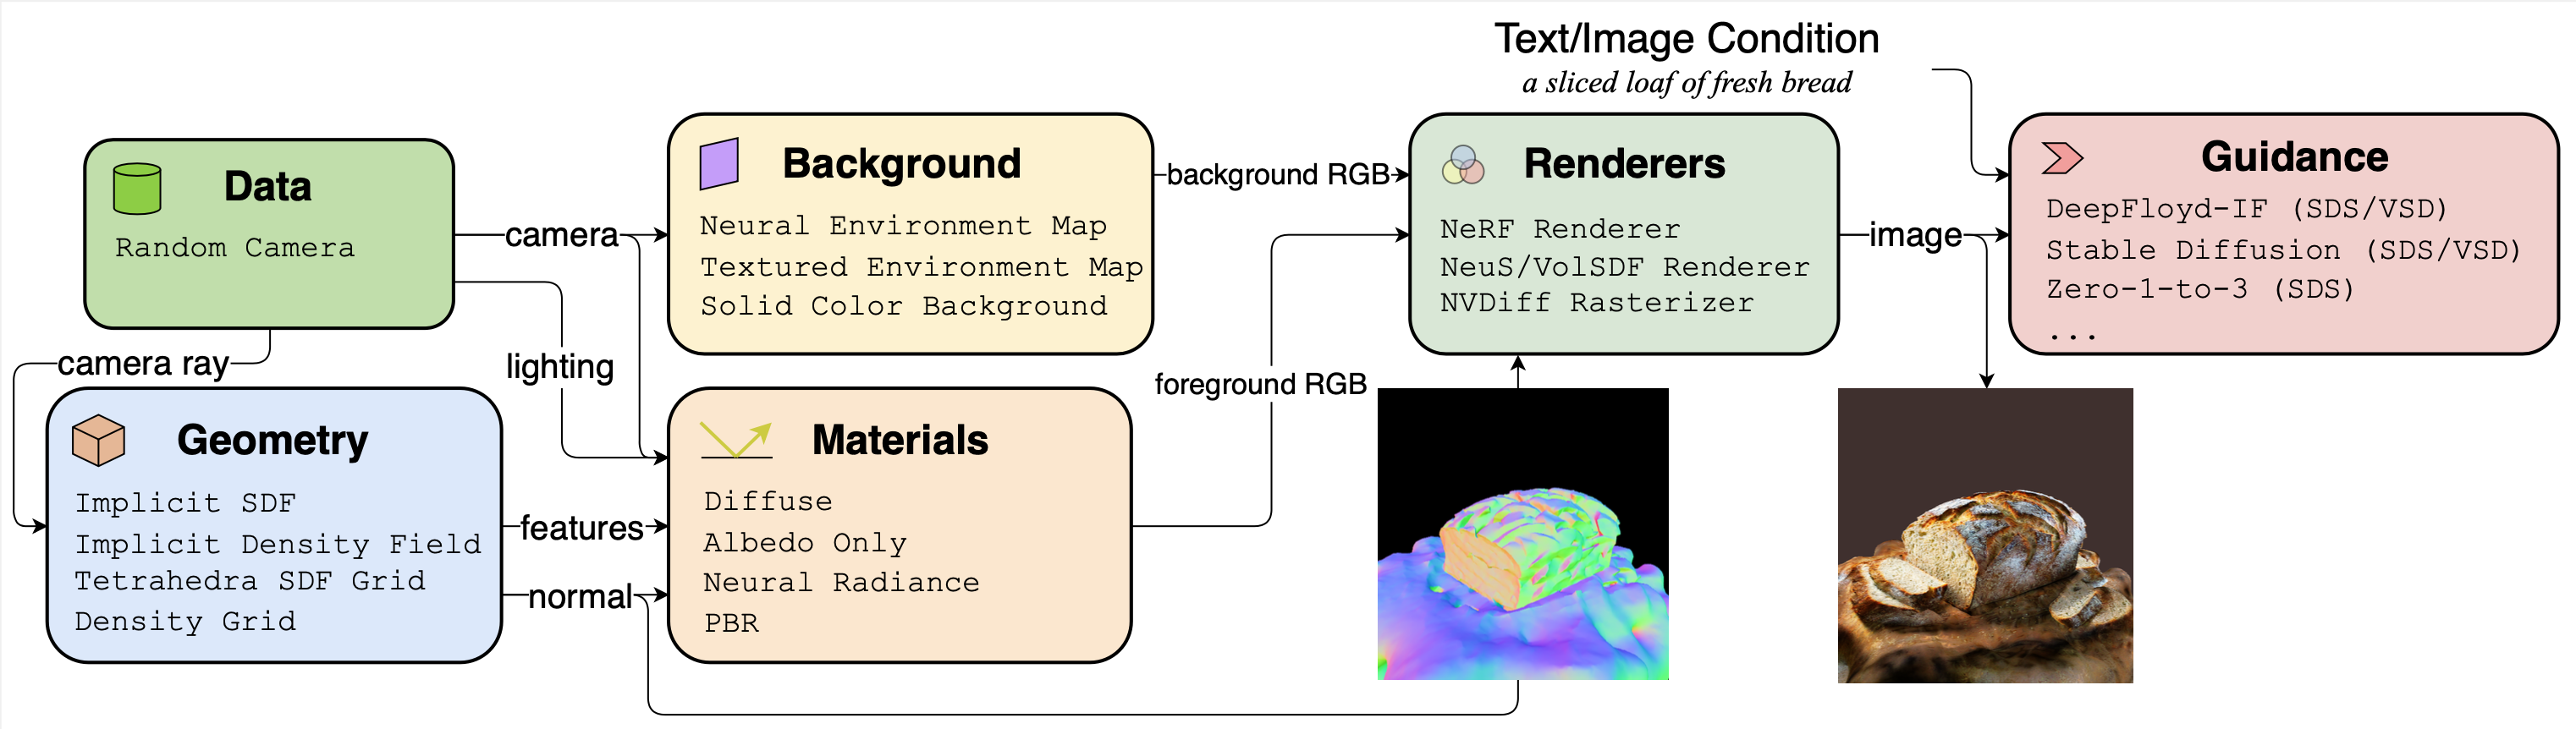 Text/Image Condition
a sliced loaf of fresh bread
Data
Random Camera
camera
lighting
camera ray
Background
Neural Environment Map
Textured Environment Map
Solid Color Background
background RGB
Geometry
Implicit SDF
Implicit Density Field
Tetrahedra SDF Grid
Density Grid
features
normal
Materials
Diffuse
Albedo Only
Neural Radiance
PBR
foreground RGB
Renderers
NeRF Renderer
NeuS/VolSDF Renderer
NVDiff Rasterizer
image
Guidance
DeepFloyd-IF (SDS/VSD)
Stable Diffusion (SDS/VSD)
Zero-1-to-3 (SDS)
...